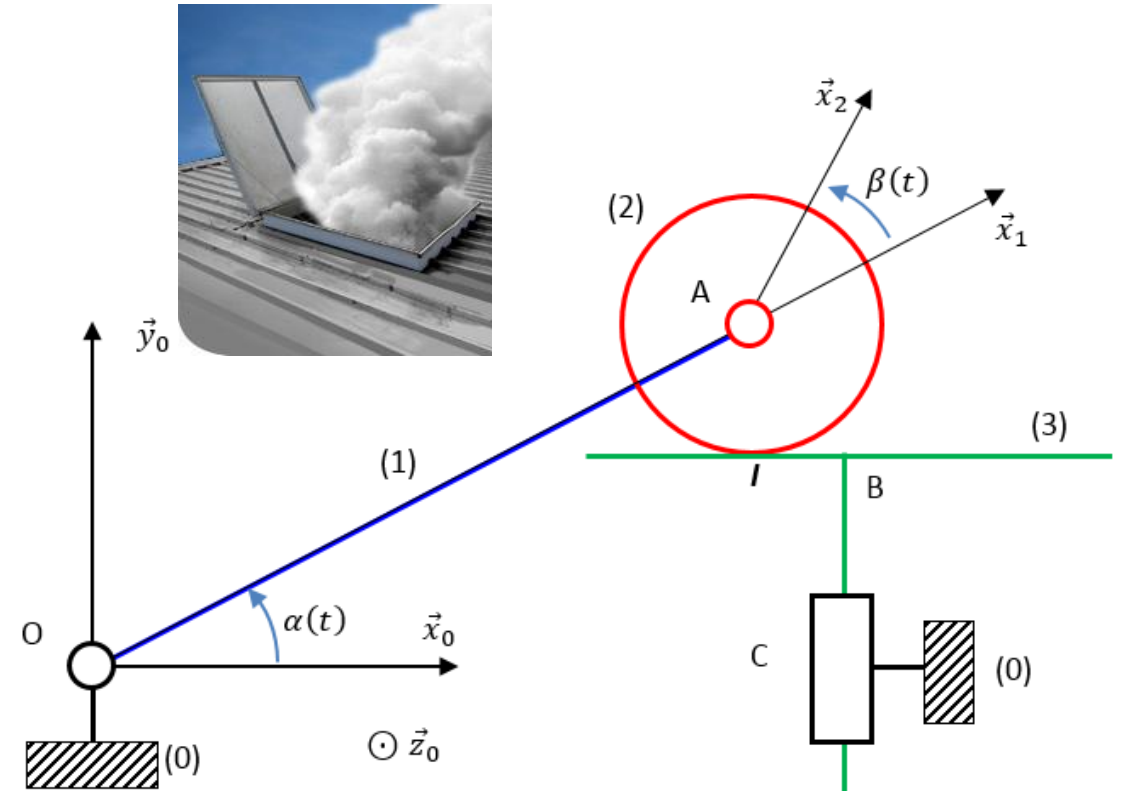 x⃗₂
β(t)
(2)
x⃗₁
A
y⃗₀
(3)
(1)
I
B
α(t)
x⃗₀
O
C
(0)
z⃗₀
(0)